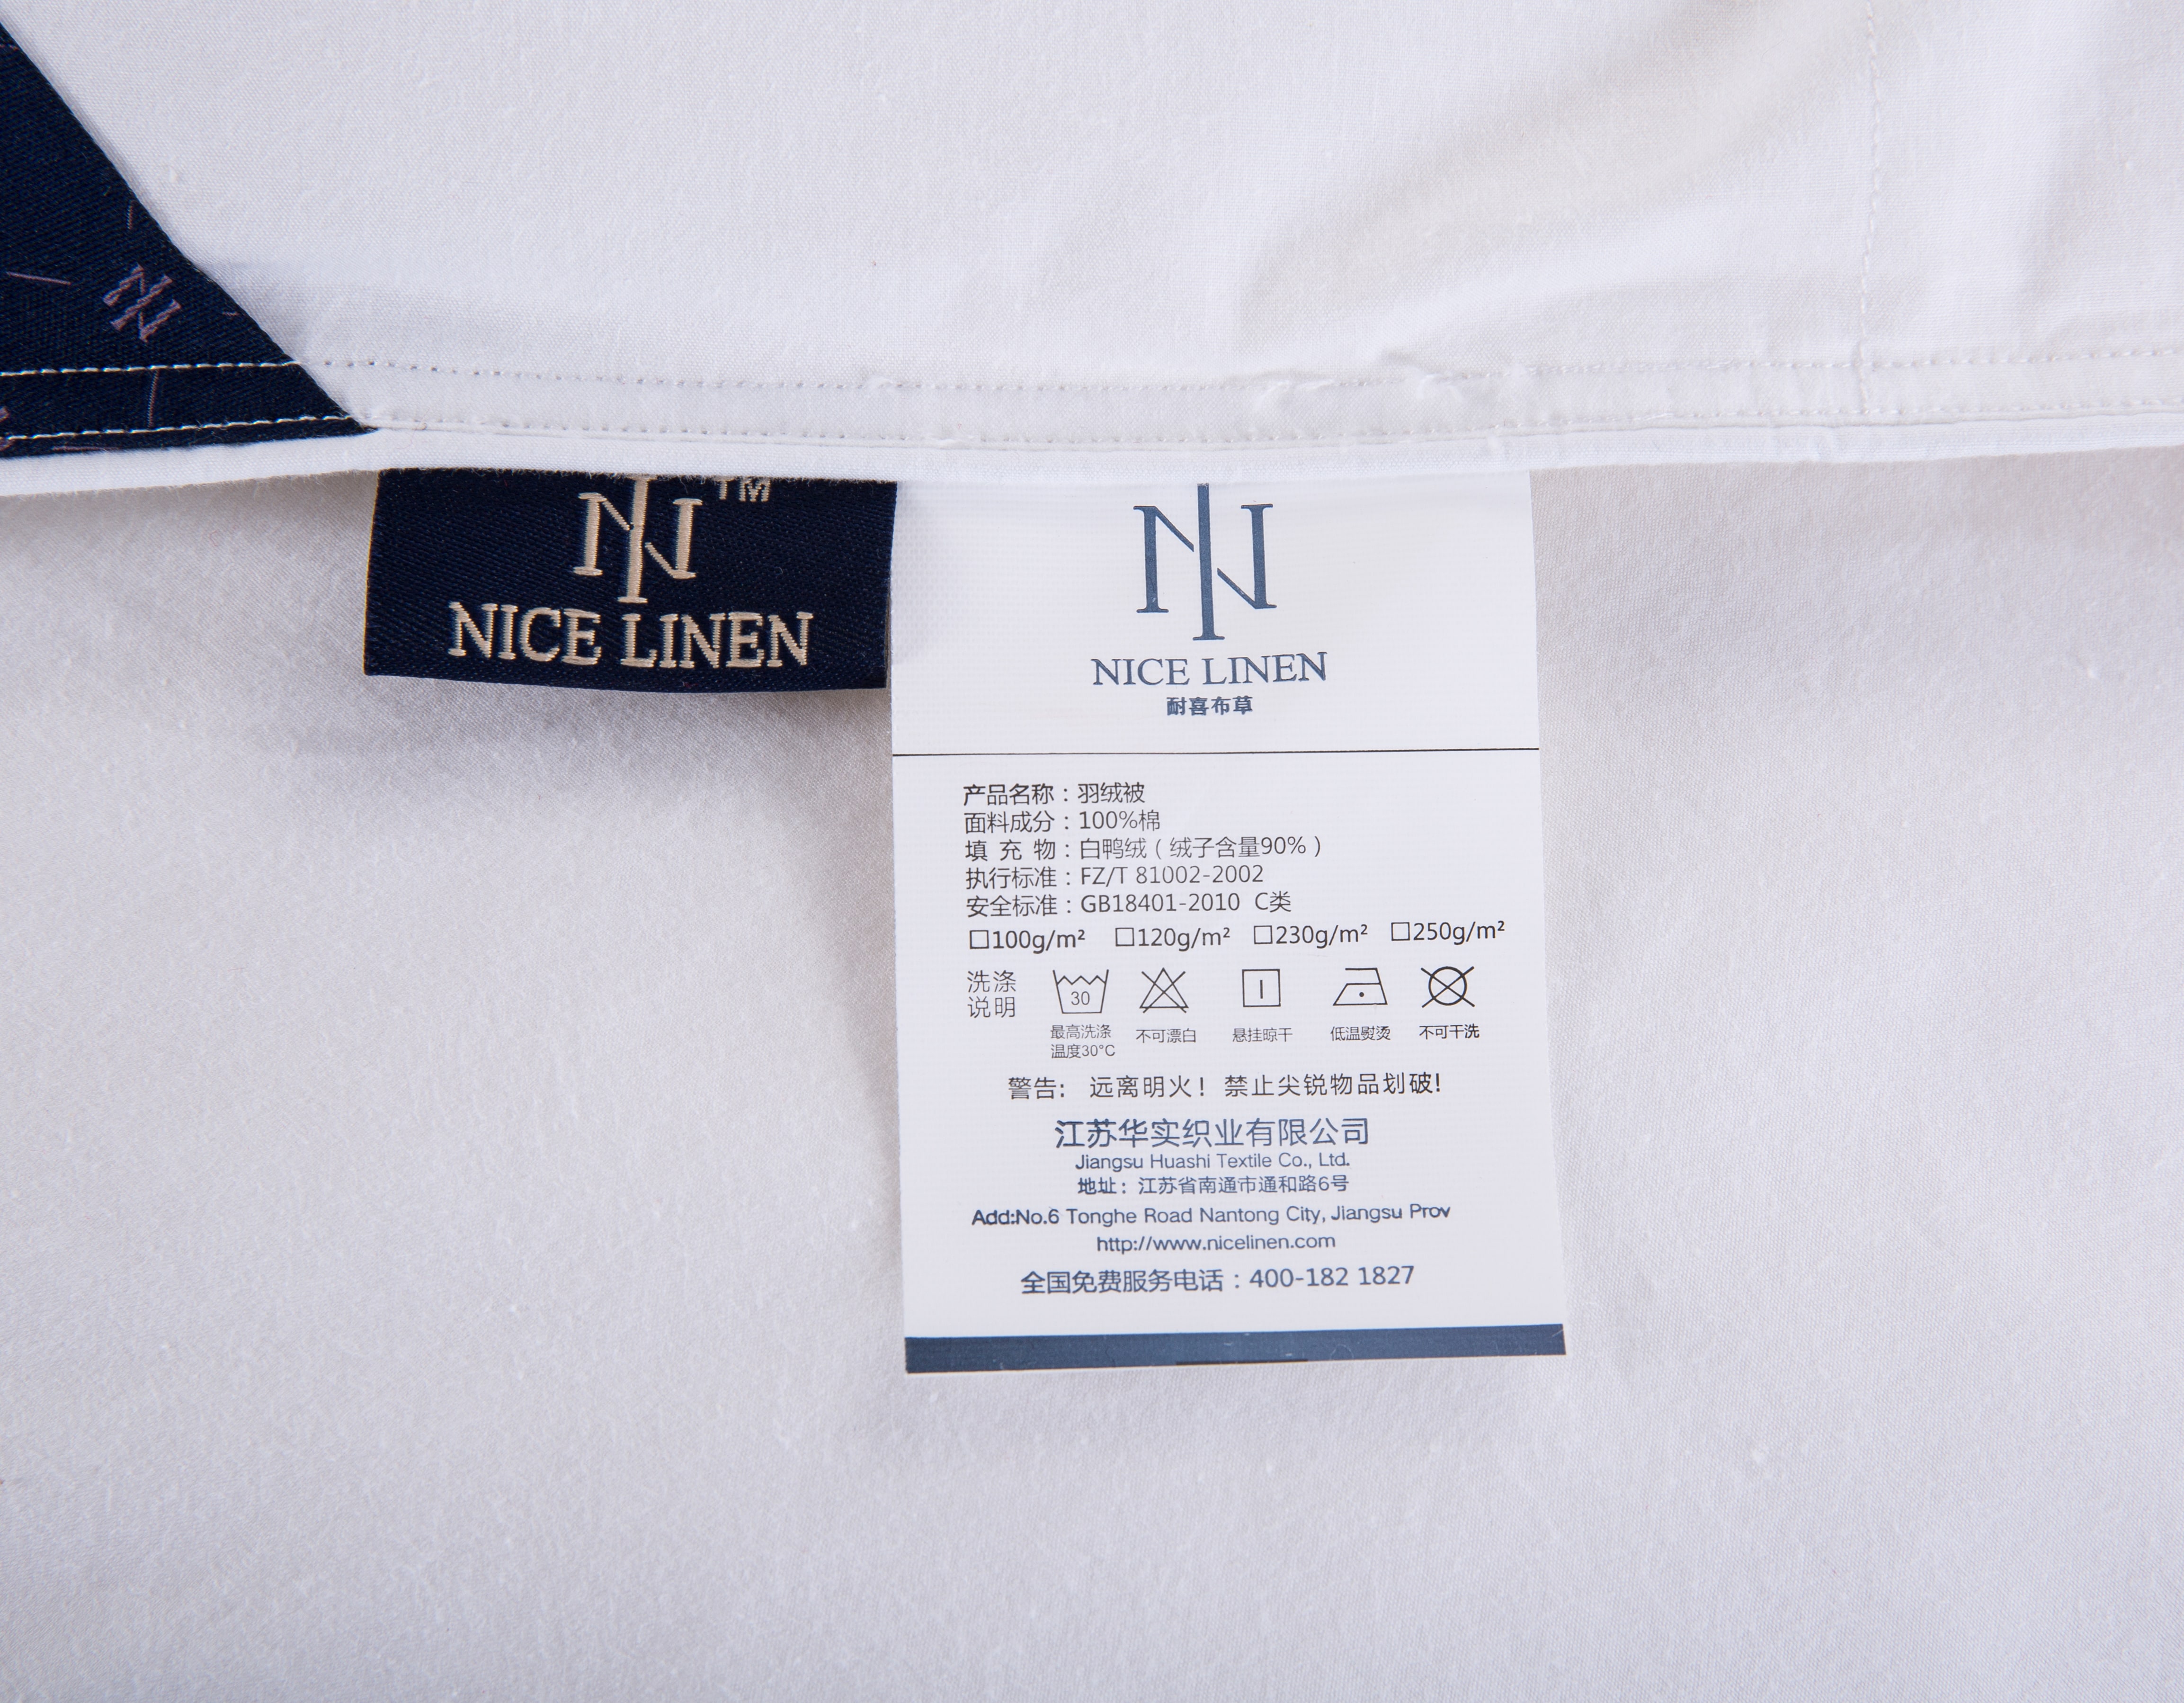 TM
NICE LINEN
NICE LINEN
耐喜布草
产品名称：羽绒被
面料成分：100%棉
填 充 物：白鸭绒（绒子含量90%）
执行标准：FZ/T 81002-2002
安全标准：GB18401-2010 C类
□100g/m² □120g/m² □230g/m² □250g/m²
洗涤
说明
30
最高洗涤
温度30°C
不可漂白
悬挂晾干
低温熨烫
不可干洗
警告: 远离明火! 禁止尖锐物品划破!
江苏华实织业有限公司
Jiangsu Huashi Textile Co., Ltd.
地址: 江苏省南通市通和路6号
Add:No.6 Tonghe Road Nantong City, Jiangsu Prov
http://www.nicelinen.com
全国免费服务电话：400-182 1827